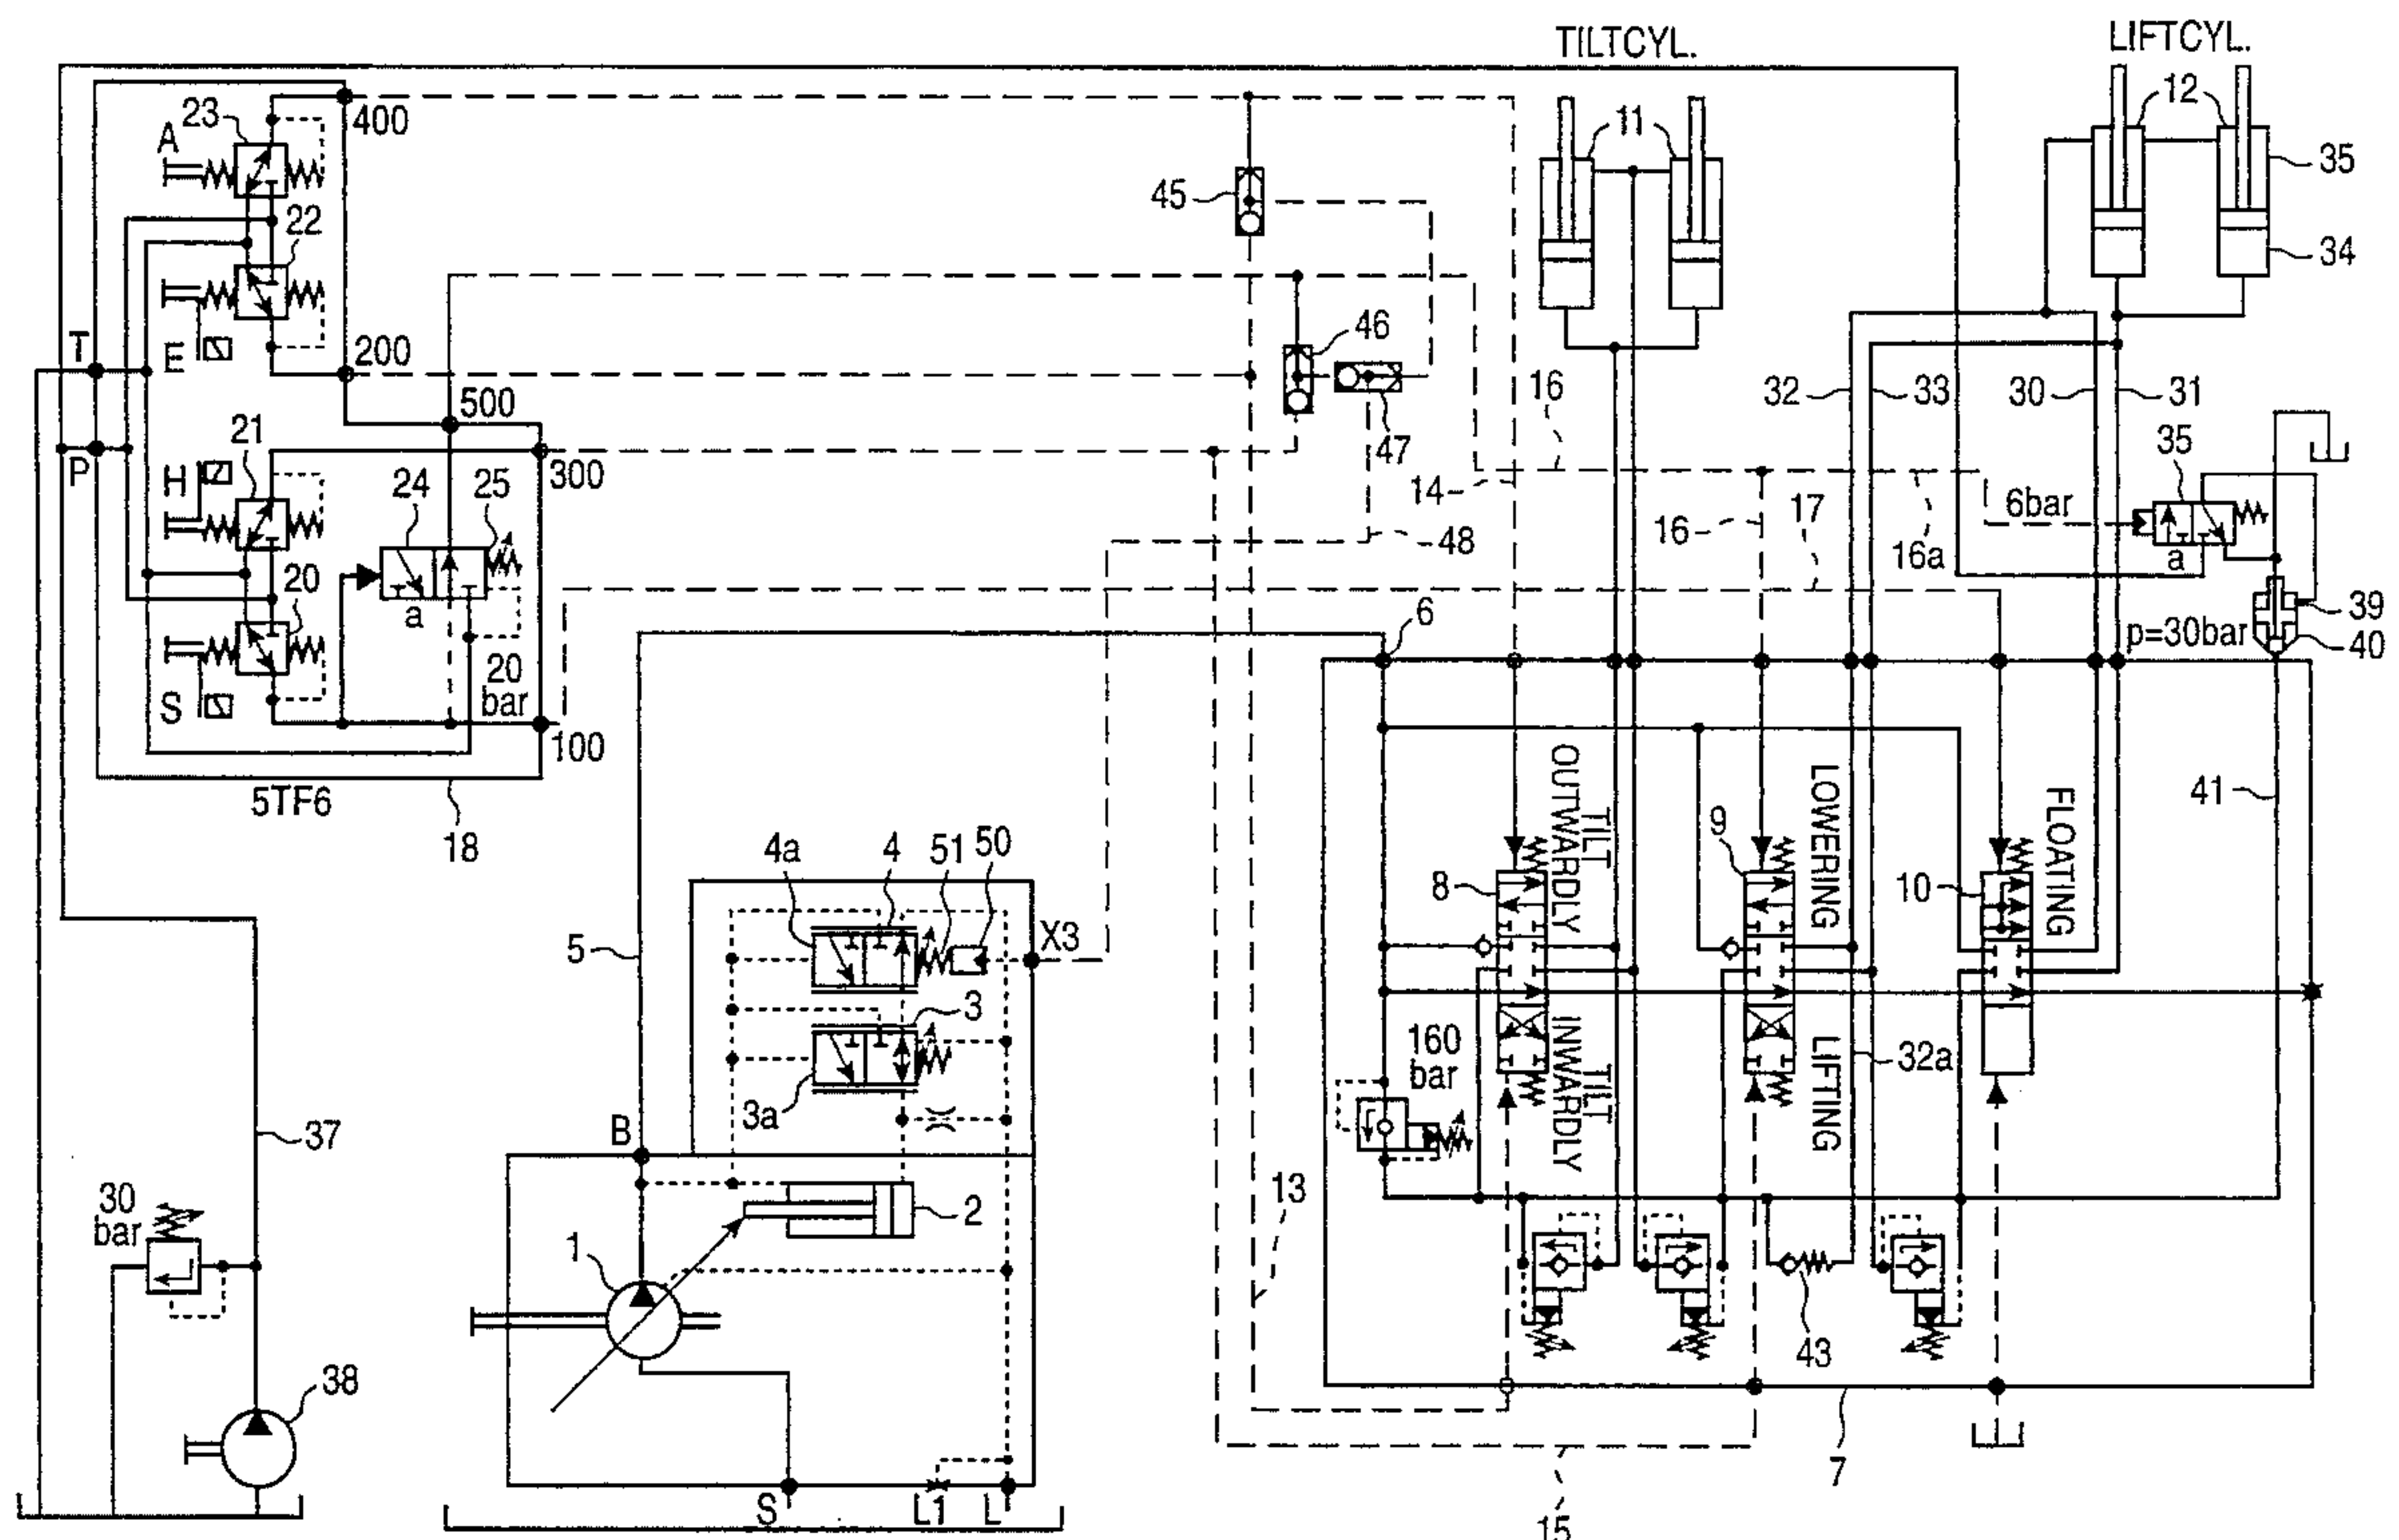 TILTCYL.
LIFTCYL.
23
A
400
11
12
35
45
22
34
T
E
200
46
16
32
33
30
31
500
21
P
H
300
47
24
25
14
17
35
6bar
16
48
16a
a
20
a
6
39
p=30bar
40
20
bar
S
100
5TF6
18
OUTWARDLY
TILT
LOWERING
FLOATING
41
4a
4
51
50
X3
8
9
10
5
3
160
bar
3a
INWARDLY
TILT
LIFTING
32a
B
37
30
bar
2
13
1
43
38
7
S
L1
L
15